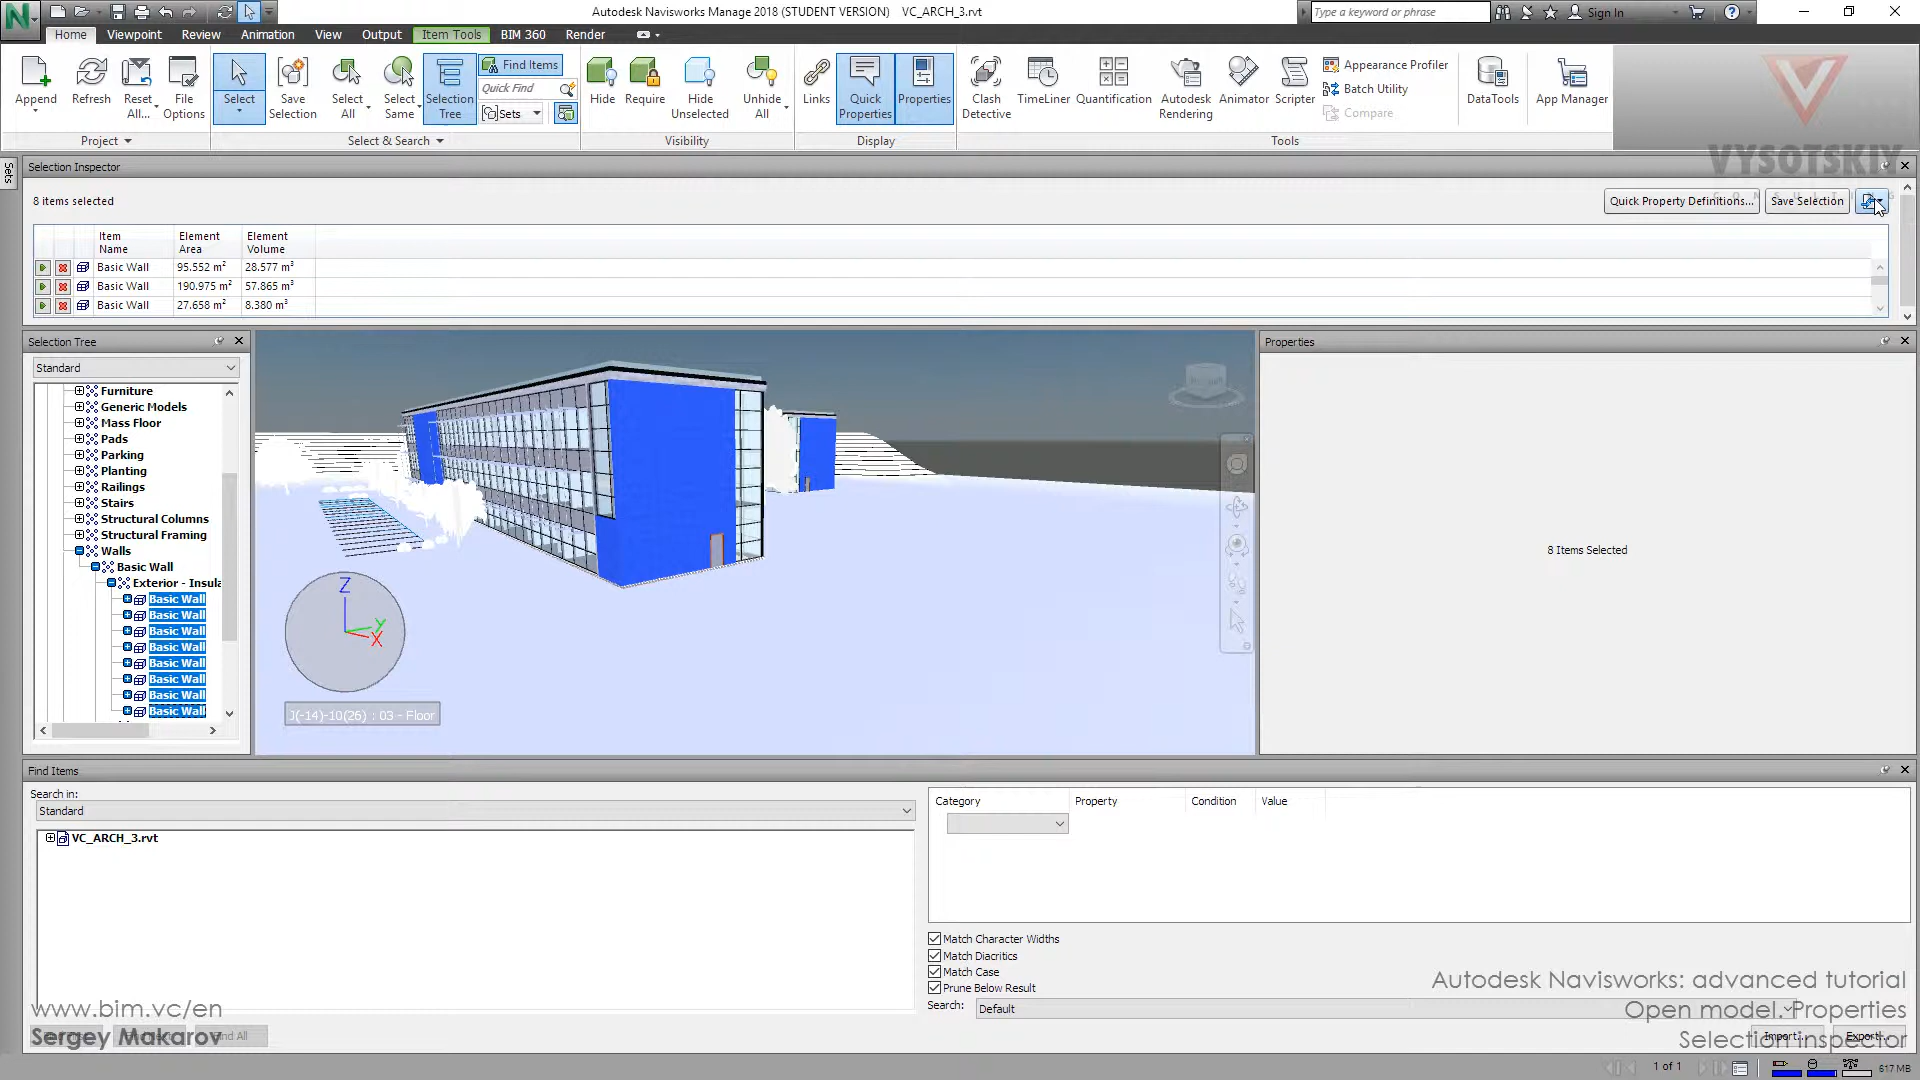 Autodesk Navisworks Manage 2018 (STUDENT VERSION) VC_ARCH_3.rvt
Type a keyword or phrase
Sign In
Home Viewpoint Review Animation View Output Item Tools BIM 360 Render
Append
Refresh
Reset All...
File Options
Select
Save Selection
Select All
Select Same
Selection Tree
Find Items
Quick Find
Sets
Hide
Require
Hide Unselected
Unhide All
Links
Quick Properties
Properties
Clash Detective
TimeLiner
Quantification
Autodesk Rendering
Animator
Scripter
Appearance Profiler
Batch Utility
Compare
DataTools
App Manager
Project
Select & Search
Visibility
Display
Tools
VYSOTSKIY
Sets
Selection Inspector
8 items selected
Quick Property Definitions...
Save Selection
Item Name Element Area Element Volume
Basic Wall 95.552 m² 28.577 m³
Basic Wall 190.975 m² 57.865 m³
Basic Wall 27.658 m² 8.380 m³
Selection Tree
Standard
Furniture
Generic Models
Mass Floor
Pads
Parking
Planting
Railings
Stairs
Structural Columns
Structural Framing
Walls
Basic Wall
Exterior - Insula
Basic Wall
Basic Wall
Basic Wall
Basic Wall
Basic Wall
Basic Wall
Basic Wall
Basic Wall
Z
Y
X
J(-14)-10(26) : 03 - Floor
Properties
8 Items Selected
Find Items
Search in:
Standard
VC_ARCH_3.rvt
Category Property Condition Value
Match Character Widths
Match Diacritics
Match Case
Prune Below Result
Search: Default
Import...
Export...
www.bim.vc/en
Sergey Makarov
Autodesk Navisworks: advanced tutorial
Open model. Properties
Selection inspector
1 of 1
617 MB